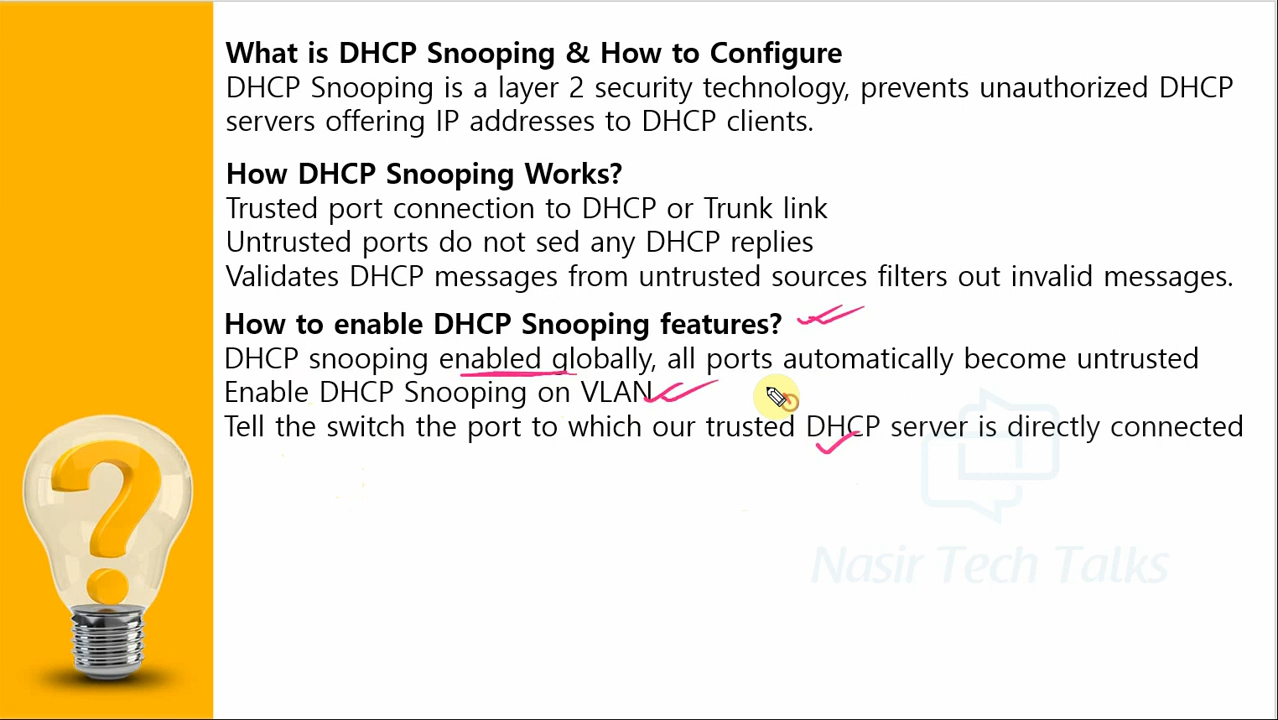 What is DHCP Snooping & How to Configure
DHCP Snooping is a layer 2 security technology, prevents unauthorized DHCP
servers offering IP addresses to DHCP clients.
How DHCP Snooping Works?
Trusted port connection to DHCP or Trunk link
Untrusted ports do not sed any DHCP replies
Validates DHCP messages from untrusted sources filters out invalid messages.
How to enable DHCP Snooping features?
DHCP snooping enabled globally, all ports automatically become untrusted
Enable DHCP Snooping on VLAN
Tell the switch the port to which our trusted DHCP server is directly connected
Nasir Tech Talks